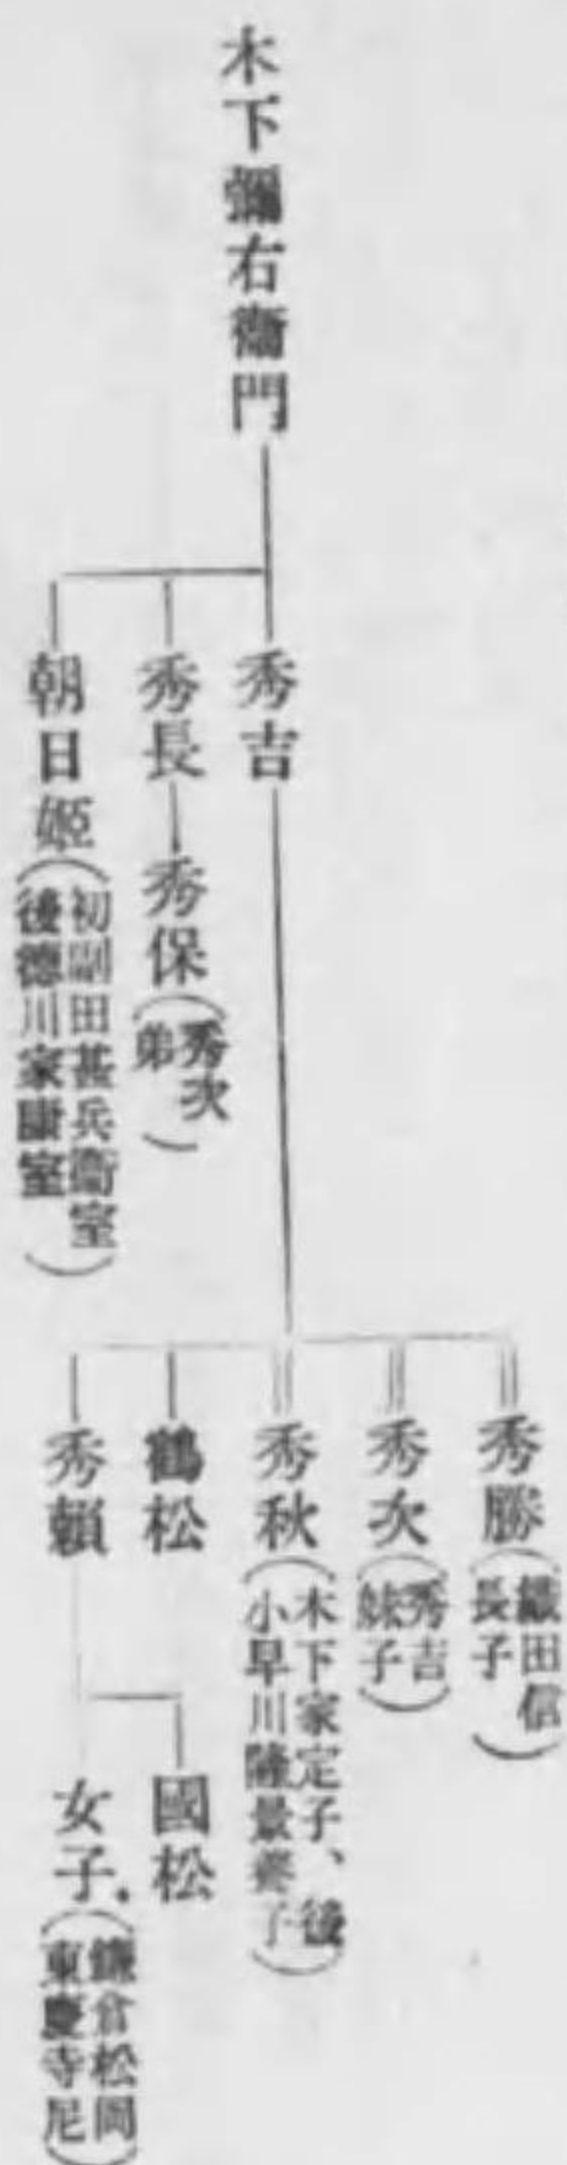 木下彌右衞門
秀吉
秀勝(織田信長子)
秀次(秀吉妹子)
秀秋(木下家定子、後小早川隆景養子)
鶴松
秀賴
國松
女子(鎌倉松岡東慶寺尼)
秀長
秀保(秀次弟)
朝日姬(初副田甚兵衞室後德川家康室)